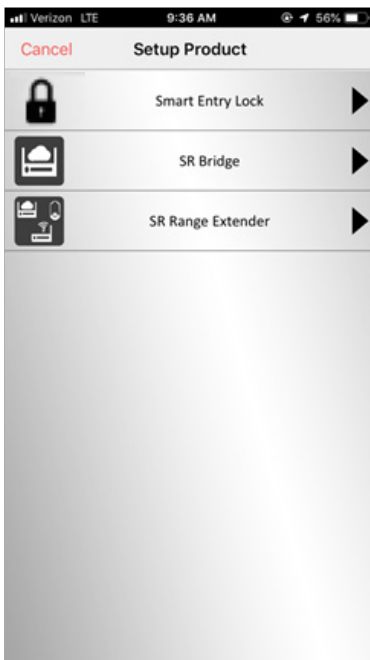 Verizon LTE 9:36 AM 56%
Cancel Setup Product
Smart Entry Lock
SR Bridge
SR Range Extender